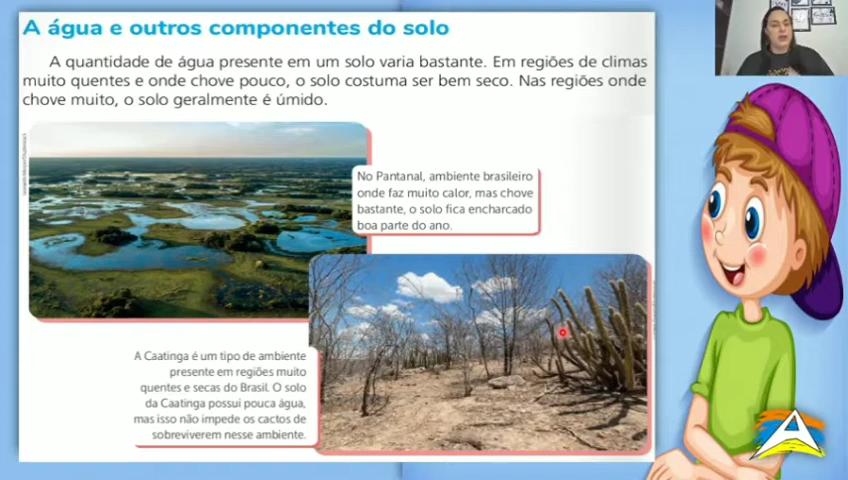 A água e outros componentes do solo
A quantidade de água presente em um solo varia bastante. Em regiões de climas
muito quentes e onde chove pouco, o solo costuma ser bem seco. Nas regiões onde
chove muito, o solo geralmente é úmido.
No Pantanal, ambiente brasileiro
onde faz muito calor, mas chove
bastante, o solo fica encharcado
boa parte do ano.
A Caatinga é um tipo de ambiente
presente em regiões muito
quentes e secas do Brasil. O solo
da Caatinga possui pouca água,
mas isso não impede os cactos de
sobreviverem nesse ambiente.